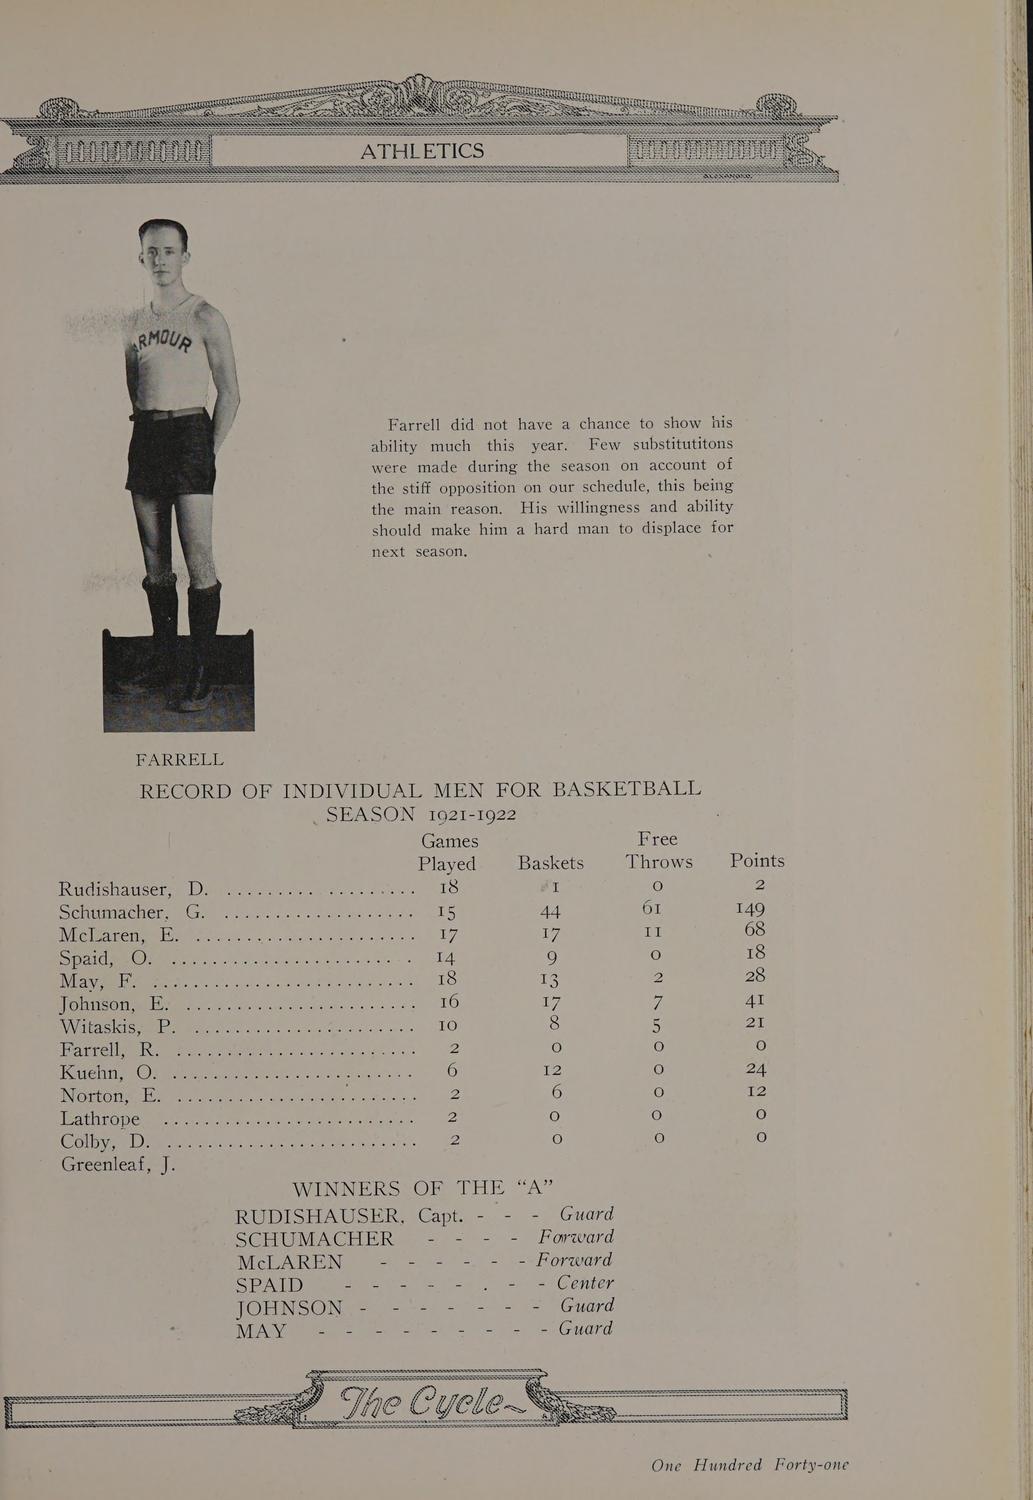 ATHLETICS
ALEXANDRO.
RMOUR
Farrell did not have a chance to show his
ability much this year. Few substitutitons
were made during the season on account of
the stiff opposition on our schedule, this being
the main reason. His willingness and ability
should make him a hard man to displace for
next season.
FARRELL
RECORD OF INDIVIDUAL MEN FOR BASKETBALL
SEASON 1921-1922
Games Free
Played Baskets Throws Points
Rudishauser, D. .................... 18 1 0 2
Schumacher, G. .................... 15 44 61 149
McLaren, E. ....................... 17 17 11 68
Spaid, O. ......................... 14 9 0 18
May, F. ........................... 18 13 2 28
Johnson, E. ........................ 16 17 7 41
Witaskis, P. ....................... 10 8 5 21
Farrell, R. ......................... 2 0 0 0
Kuehn, O. ......................... 6 12 0 24
Norton, E. ......................... 2 6 0 12
Lathrope .......................... 2 0 0 0
Colby, D. .......................... 2 0 0 0
Greenleaf, J.
WINNERS OF THE “A”
RUDISHAUSER, Capt. - - - Guard
SCHUMACHER - - - - Forward
McLAREN - - - - - - Forward
SPAID - - - - - . - - Center
JOHNSON - - - - - - - Guard
MAY - - - - - - - - - Guard
The Cycle
One Hundred Forty-one